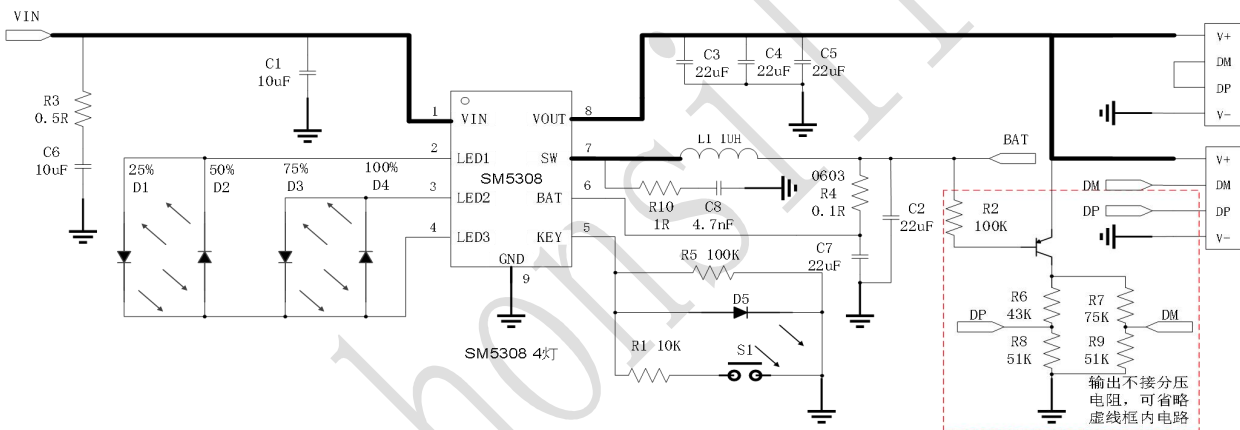 VIN
R3
0.5R
C6
10uF
C1
10uF
25%
D1
50%
D2
75%
D3
100%
D4
1
2
3
4
VIN
LED1
LED2
LED3
SM5308
GND
9
VOUT
SW
BAT
KEY
8
7
6
5
SM5308 4灯
C3
22uF
C4
22uF
C5
22uF
L1 1UH
R10
1R
C8
4.7nF
BAT
0603
R4
0.1R
C2
22uF
C7
22uF
R5 100K
D5
R1 10K
S1
R2
100K
R6
43K
R7
75K
DP
DM
R8
51K
R9
51K
输出不接分压
电阻，可省略
虚线框内电路
V+
DM
DP
V-
DM
DP
V+
DM
DP
V-
honsili